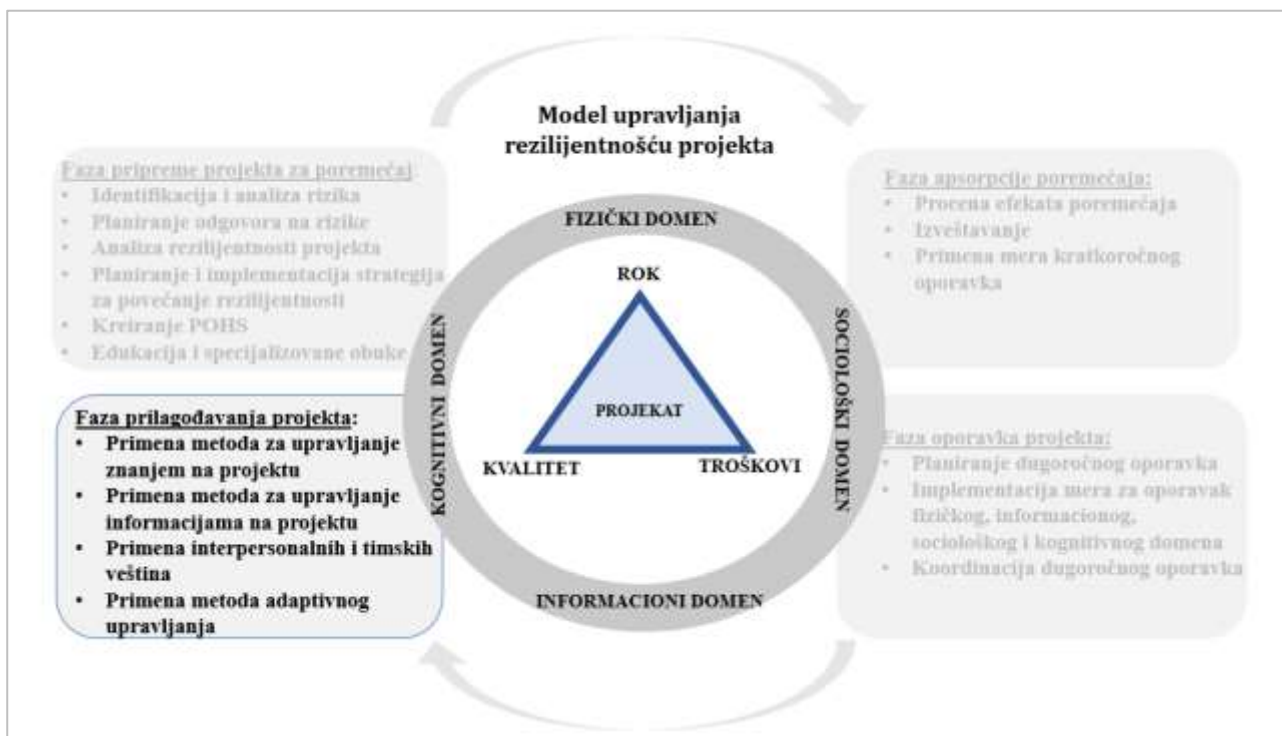 Model upravljanja
rezilijentnošću projekta
Faza pripreme projekta za poremećaj:
• Identifikacija i analiza rizika
• Planiranje odgovora na rizike
• Analiza rezilijentnosti projekta
• Planiranje i implementacija strategija
za povećanje rezilijentnosti
• Kreiranje POHS
• Edukacija i specijalizovane obuke
Faza apsorpcije poremećaja:
• Procena efekata poremećaja
• Izveštavanje
• Primena mera kratkoročnog
oporavka
FIZIČKI DOMEN
ROK
KOGNITIVNI DOMEN
SOCIOLOŠKI DOMEN
PROJEKAT
KVALITET
TROŠKOVI
INFORMACIONI DOMEN
Faza prilagođavanja projekta:
• Primena metoda za upravljanje
znanjem na projektu
• Primena metoda za upravljanje
informacijama na projektu
• Primena interpersonalnih i timskih
veština
• Primena metoda adaptivnog
upravljanja
Faza oporavka projekta:
• Planiranje dugoročnog oporavka
• Implementacija mera za oporavak
fizičkog, informacionog,
sociološkog i kognitivnog domena
• Koordinacija dugoročnog oporavka